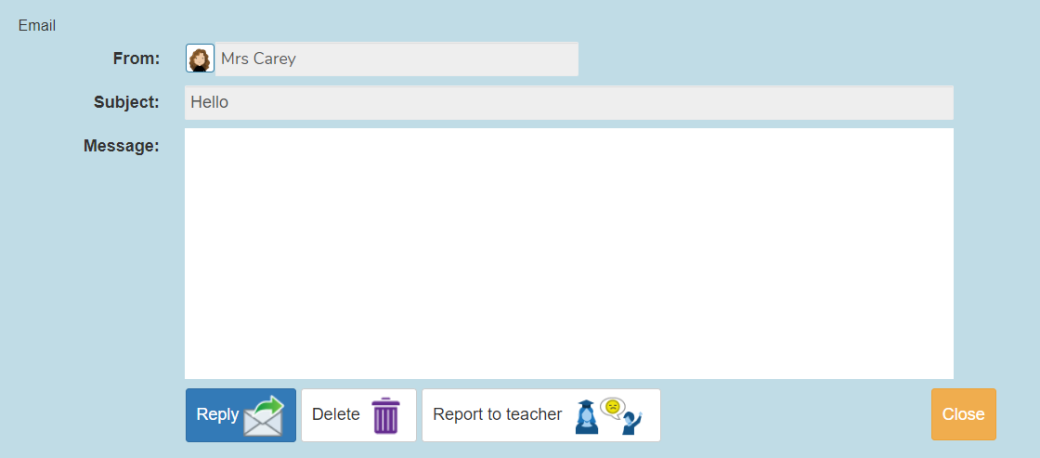 Email
From: Mrs Carey
Subject: Hello
Message:
Reply Delete Report to teacher Close